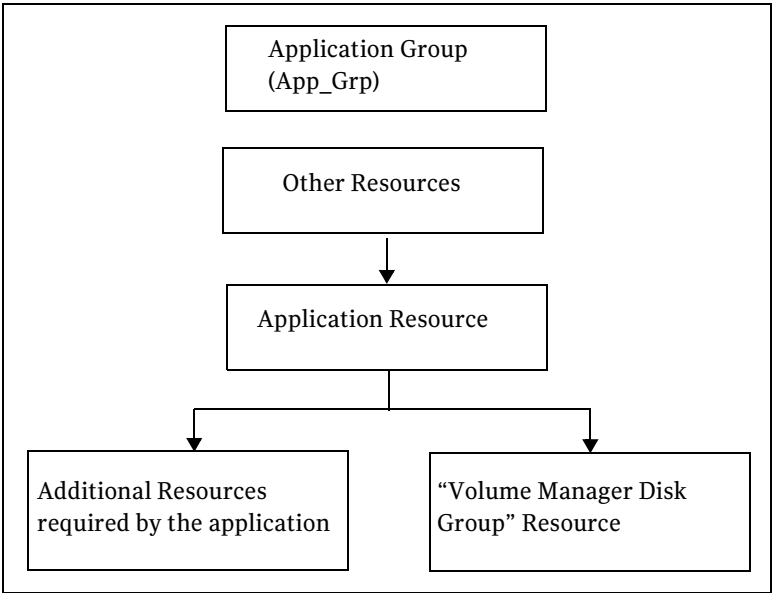 Application Group
(App_Grp)
Other Resources
Application Resource
Additional Resources
required by the application
“Volume Manager Disk
Group” Resource